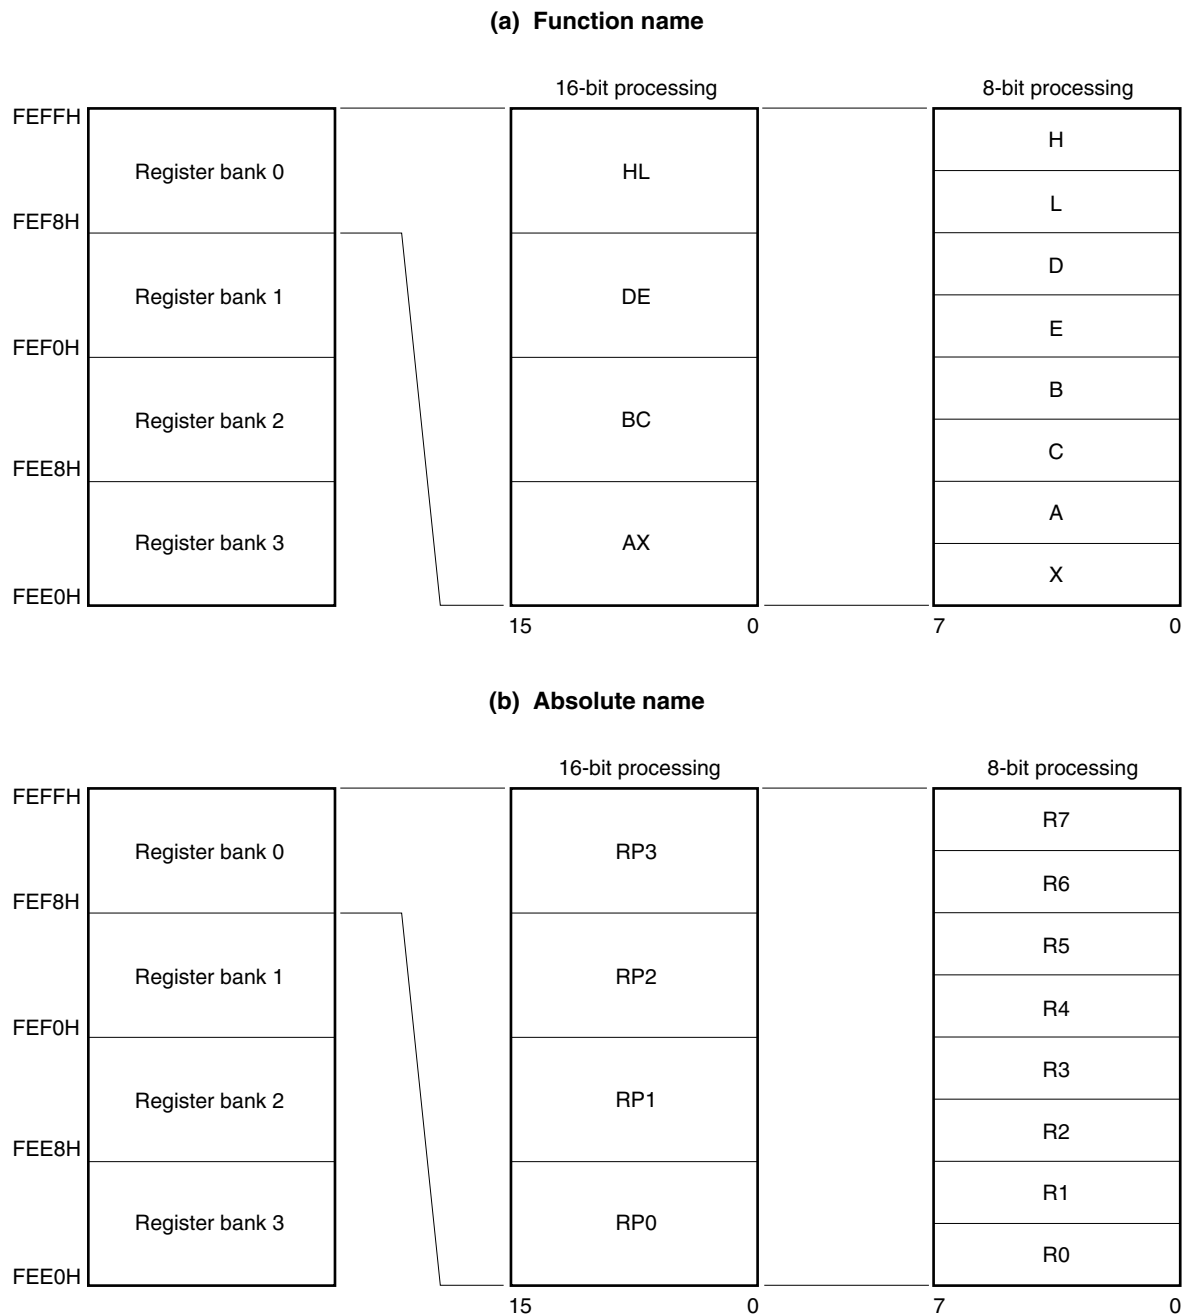 (a) Function name
16-bit processing 8-bit processing
FEFFH
H
Register bank 0 HL
L
FEF8H
D
Register bank 1 DE
E
FEF0H
B
Register bank 2 BC
C
FEE8H
A
Register bank 3 AX
X
FEE0H
15 0 7 0
(b) Absolute name
16-bit processing 8-bit processing
FEFFH
R7
Register bank 0 RP3
R6
FEF8H
R5
Register bank 1 RP2
R4
FEF0H
R3
Register bank 2 RP1
R2
FEE8H
R1
Register bank 3 RP0
R0
FEE0H
15 0 7 0